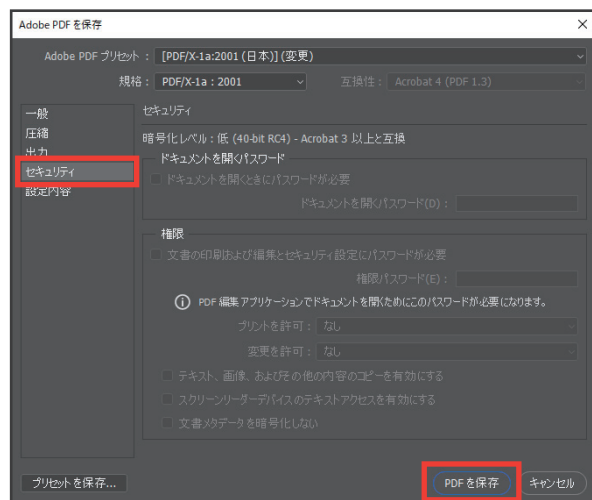 Adobe PDF を保存
Adobe PDF プリセット： [PDF/X-1a:2001 (日本)] (変更)
規格： PDF/X-1a : 2001 互換性： Acrobat 4 (PDF 1.3)
一般
圧縮
出力
セキュリティ
設定内容
セキュリティ
暗号化レベル : 低 (40-bit RC4) - Acrobat 3 以上と互換
ドキュメントを開くパスワード
ドキュメントを開くときにパスワードが必要
ドキュメントを開くパスワード(D)：
権限
文書の印刷および編集とセキュリティ設定にパスワードが必要
権限パスワード(E)：
PDF 編集アプリケーションでドキュメントを開くためにこのパスワードが必要になります。
プリントを許可： なし
変更を許可： なし
テキスト、画像、およびその他の内容のコピーを有効にする
スクリーンリーダーデバイスのテキストアクセスを有効にする
文書メタデータを暗号化しない
プリセットを保存... PDF を保存 キャンセル